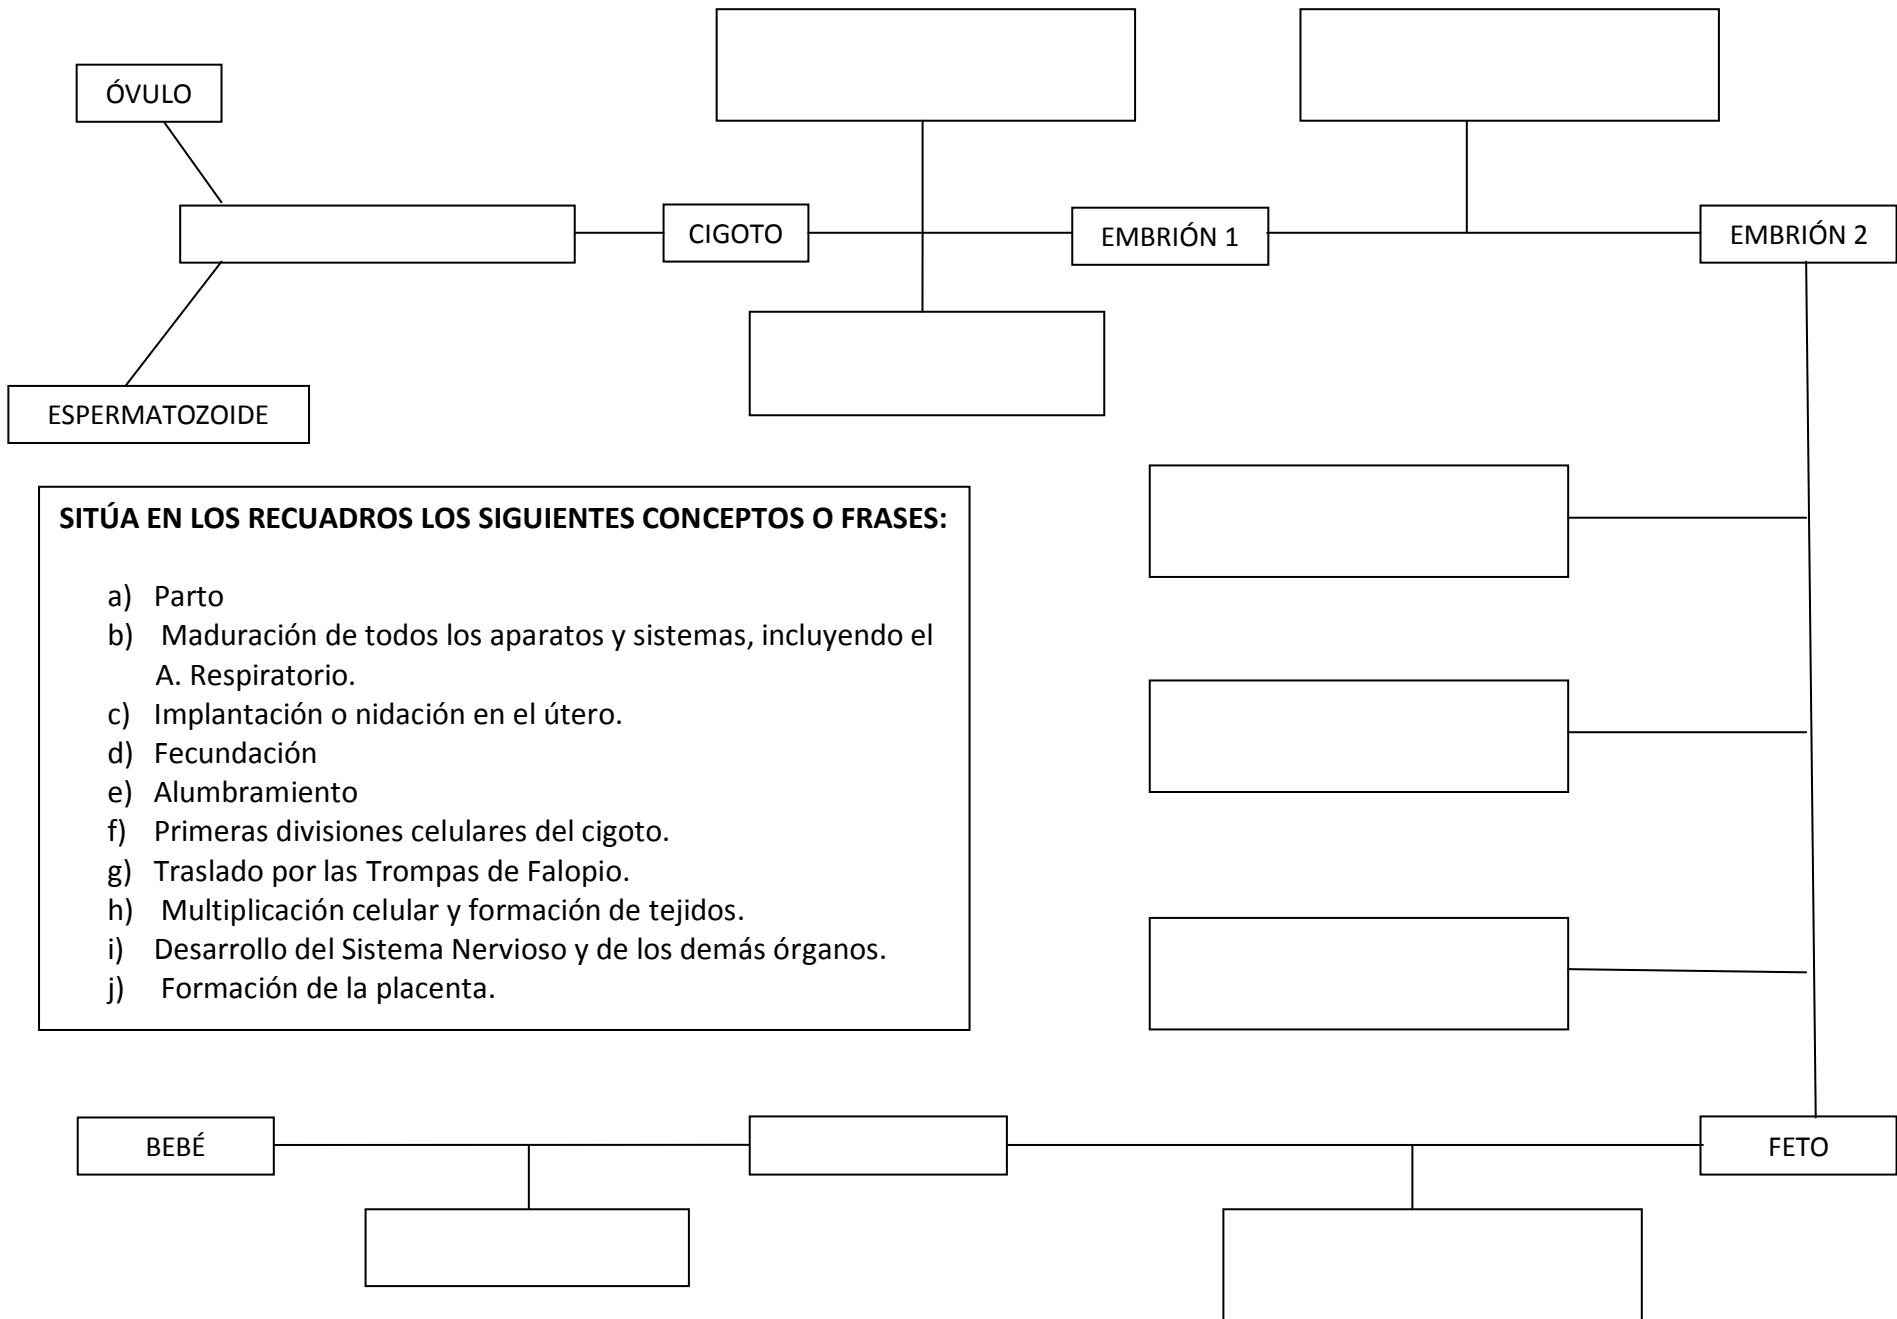 ÓVULO
CIGOTO
EMBRIÓN 1
EMBRIÓN 2
ESPERMATOZOIDE
SITÚA EN LOS RECUADROS LOS SIGUIENTES CONCEPTOS O FRASES:
a) Parto
b) Maduración de todos los aparatos y sistemas, incluyendo el
A. Respiratorio.
c) Implantación o nidación en el útero.
d) Fecundación
e) Alumbramiento
f) Primeras divisiones celulares del cigoto.
g) Traslado por las Trompas de Falopio.
h) Multiplicación celular y formación de tejidos.
i) Desarrollo del Sistema Nervioso y de los demás órganos.
j) Formación de la placenta.
BEBÉ
FETO